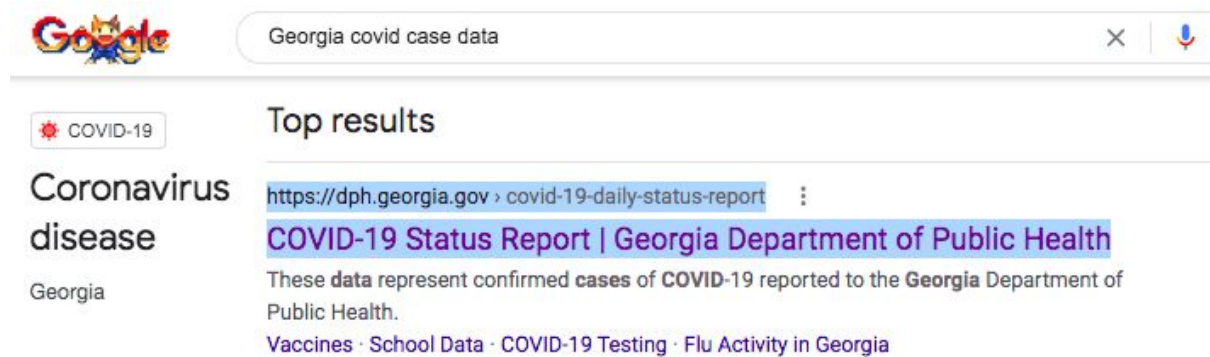 Google
Georgia covid case data
COVID-19
Top results
Coronavirus
disease
Georgia
https://dph.georgia.gov › covid-19-daily-status-report
COVID-19 Status Report | Georgia Department of Public Health
These data represent confirmed cases of COVID-19 reported to the Georgia Department of
Public Health.
Vaccines · School Data · COVID-19 Testing · Flu Activity in Georgia